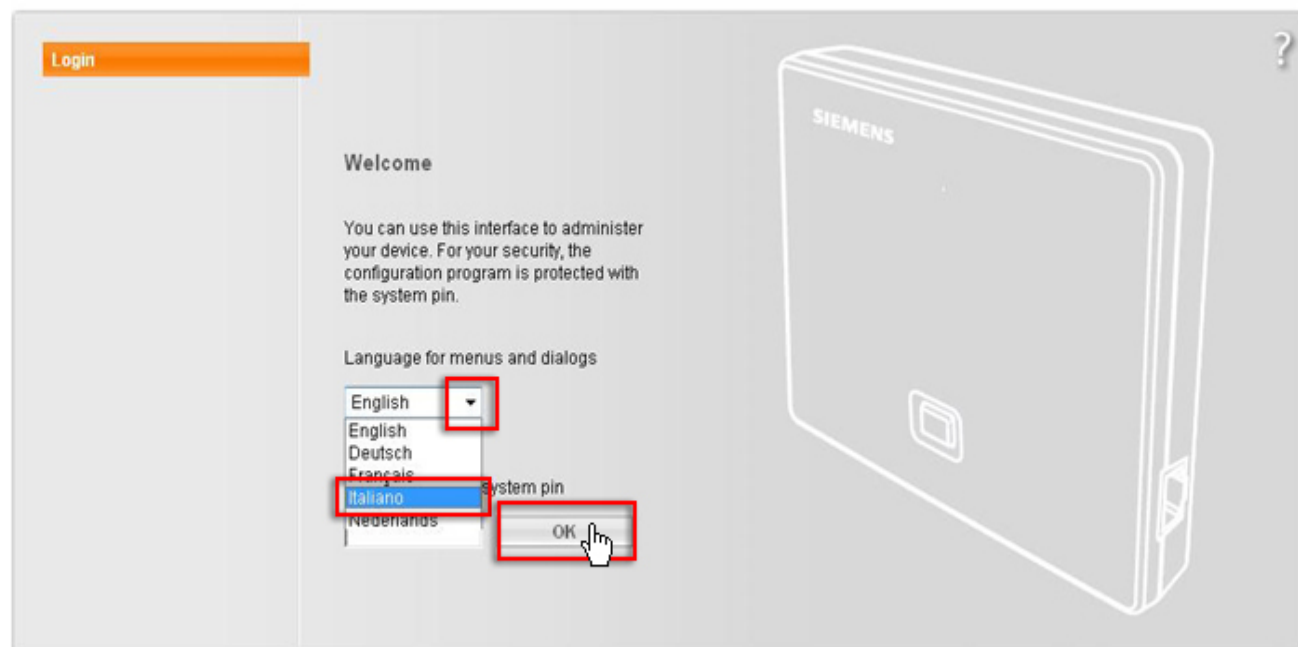 Login
?
SIEMENS
Welcome
You can use this interface to administer
your device. For your security, the
configuration program is protected with
the system pin.
Language for menus and dialogs
English
English
Deutsch
Français
Italiano
system pin
Nederlands
OK